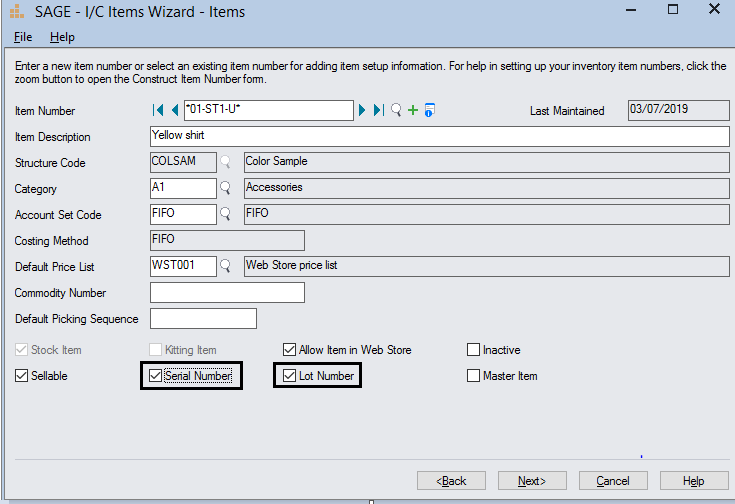 SAGE - I/C Items Wizard - Items
File Help
Enter a new item number or select an existing item number for adding item setup information. For help in setting up your inventory item numbers, click the
zoom button to open the Construct Item Number form.
Item Number *01-ST1-U* Last Maintained 03/07/2019
Item Description Yellow shirt
Structure Code COLSAM Color Sample
Category A1 Accessories
Account Set Code FIFO FIFO
Costing Method FIFO
Default Price List WST001 Web Store price list
Commodity Number
Default Picking Sequence
Stock Item Kitting Item Allow Item in Web Store Inactive
Sellable Serial Number Lot Number Master Item
<Back Next> Cancel Help